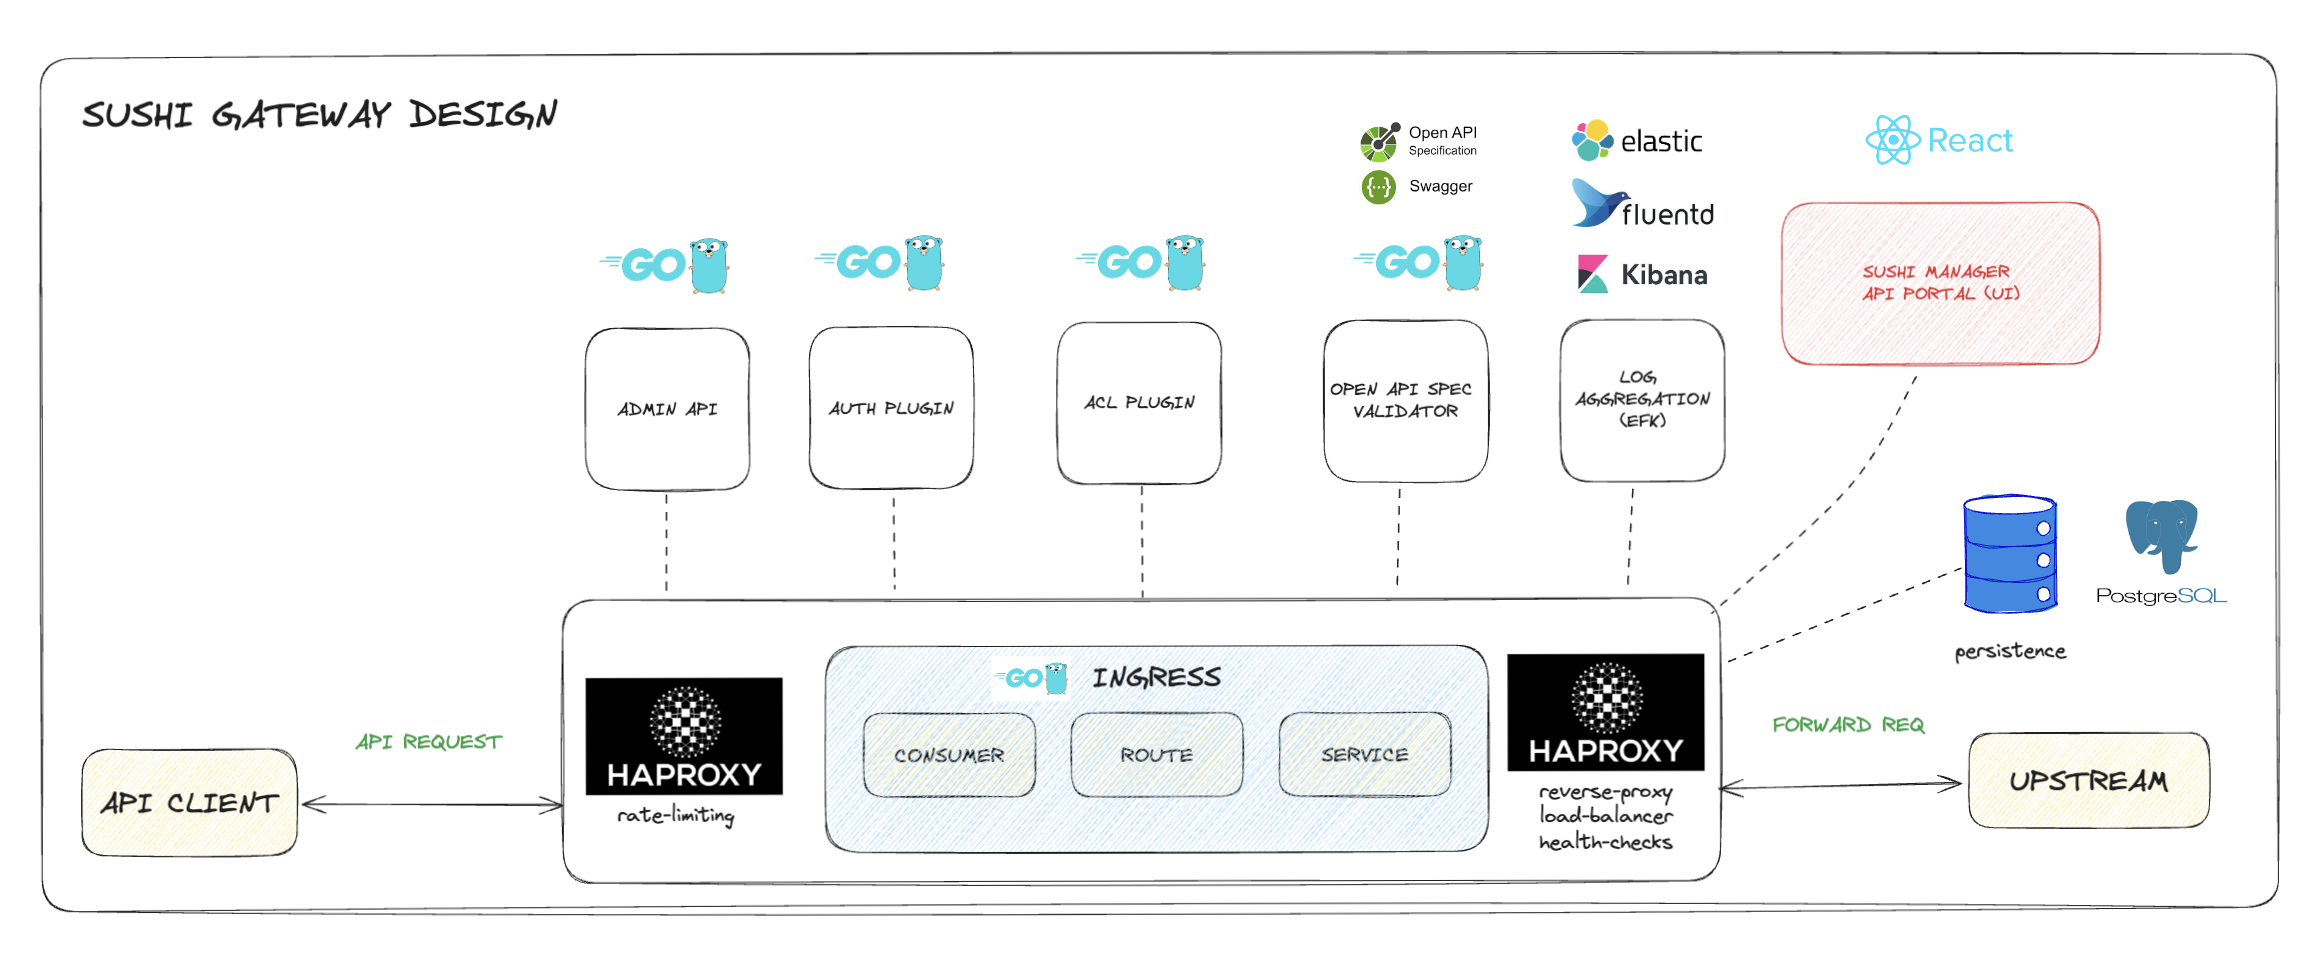 SUSHI GATEWAY DESIGN
Open API
Specification
Swagger
elastic
fluentd
Kibana
React
GO
GO
GO
GO
SUSHI MANAGER
API PORTAL (UI)
ADMIN API
AUTH PLUGIN
ACL PLUGIN
OPEN API SPEC
VALIDATOR
LOG
AGGREGATION
(EFK)
PostgreSQL
persistence
GO
INGRESS
HAPROXY
rate-limiting
CONSUMER
ROUTE
SERVICE
HAPROXY
reverse-proxy
load-balancer
health-checks
API REQUEST
FORWARD REQ
API CLIENT
UPSTREAM